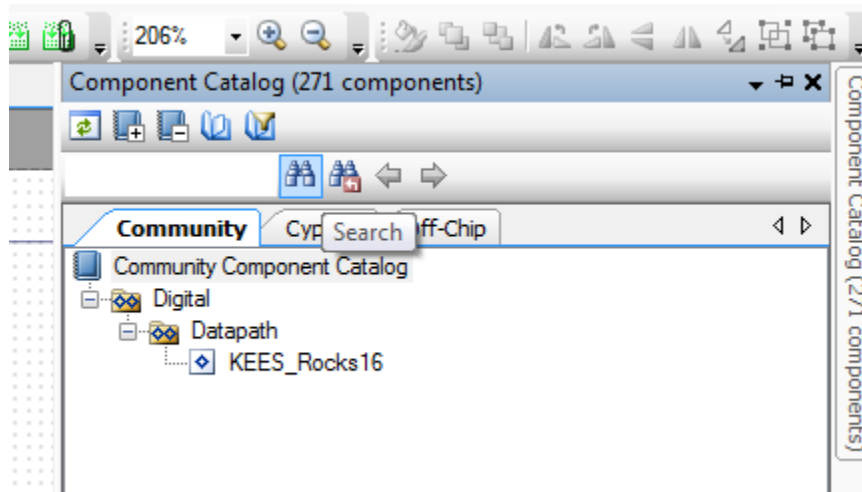 206%
Component Catalog (271 components)
Community Cyp Search ff-Chip
Community Component Catalog
Digital
Datapath
KEES_Rocks16
Component Catalog (271 components)